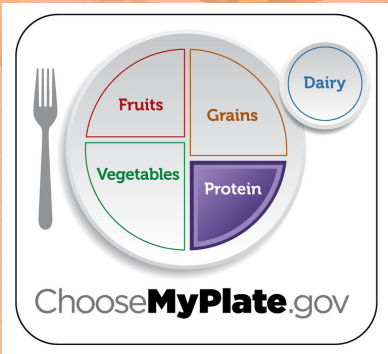 Dairy
Fruits
Grains
Vegetables
Protein
ChooseMyPlate.gov